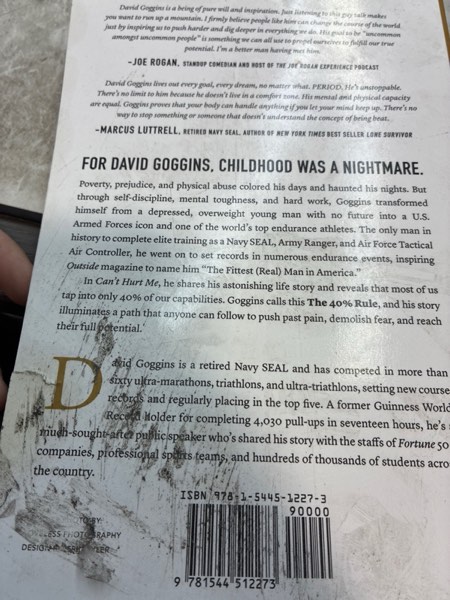 David Goggins is a being of pure will and inspiration. Just listening to this guy talk makes
you want to run up a mountain. I firmly believe people like him can change the course of the world
just by inspiring us to push harder and dig deeper in everything we do. His goal to be "uncommon
amongst uncommon people" is something we can all use to propel ourselves to fulfill our true
potential. I'm a better man having met him.
–JOE ROGAN, STANDUP COMEDIAN AND HOST OF THE JOE ROGAN EXPERIENCE PODCAST
David Goggins lives out every goal, every dream, no matter what. PERIOD. He's unstoppable.
There's no limit to him because he doesn't live in a comfort zone. His mental and physical capacity
are equal. Goggins proves that your body can handle anything if you let your mind keep up. There's no
way to stop something or someone that doesn't understand the concept of being beat.
–MARCUS LUTTRELL, RETIRED NAVY SEAL, AUTHOR OF NEW YORK TIMES BEST SELLER LONE SURVIVOR
FOR DAVID GOGGINS, CHILDHOOD WAS A NIGHTMARE.
Poverty, prejudice, and physical abuse colored his days and haunted his nights. But
through self-discipline, mental toughness, and hard work, Goggins transformed
himself from a depressed, overweight young man with no future into a U.S.
Armed Forces icon and one of the world's top endurance athletes. The only man in
history to complete elite training as a Navy SEAL, Army Ranger, and Air Force Tactical
Air Controller, he went on to set records in numerous endurance events, inspiring
Outside magazine to name him "The Fittest (Real) Man in America."
In Can't Hurt Me, he shares his astonishing life story and reveals that most of us
tap into only 40% of our capabilities. Goggins calls this The 40% Rule, and his story
illuminates a path that anyone can follow to push past pain, demolish fear, and reach
their full potential.
David Goggins is a retired Navy SEAL and has competed in more than
sixty ultra-marathons, triathlons, and ultra-triathlons, setting new course
records and regularly placing in the top five. A former Guinness World
Record holder for completing 4,030 pull-ups in seventeen hours, he's
much-sought-after public speaker who's shared his story with the staffs of Fortune 50
companies, professional sports teams, and hundreds of thousands of students acro
the country.
ISBN 978-1-5445-1227-3
90000
BY
DESIGN
9 781544 512273